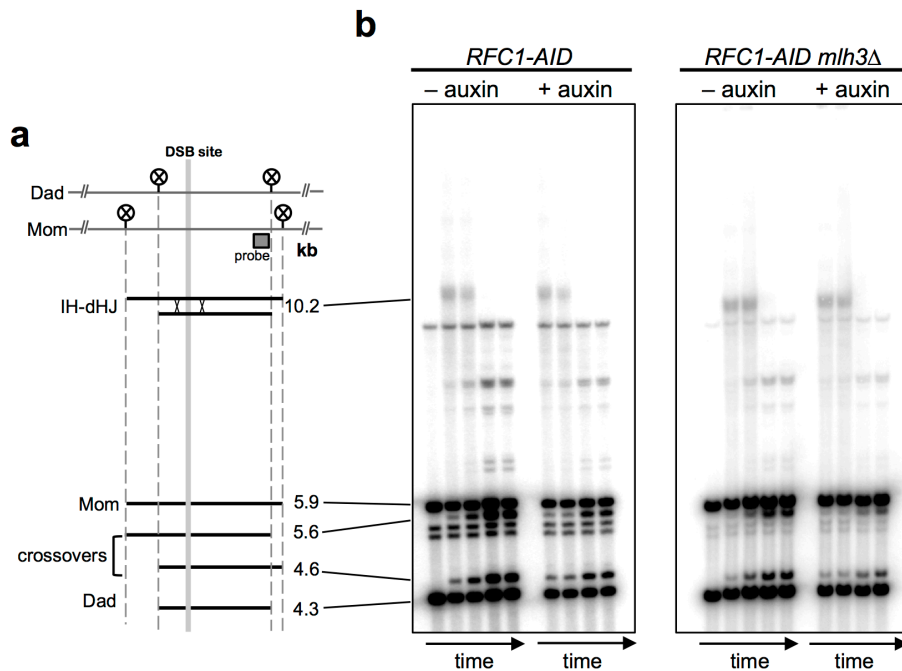 b
RFC1-AID
RFC1-AID mlh3Δ
– auxin
+ auxin
– auxin
+ auxin
a
DSB site
Dad
Mom
probe
kb
IH-dHJ
10.2
Mom
5.9
5.6
crossovers
4.6
Dad
4.3
time
time
time
time